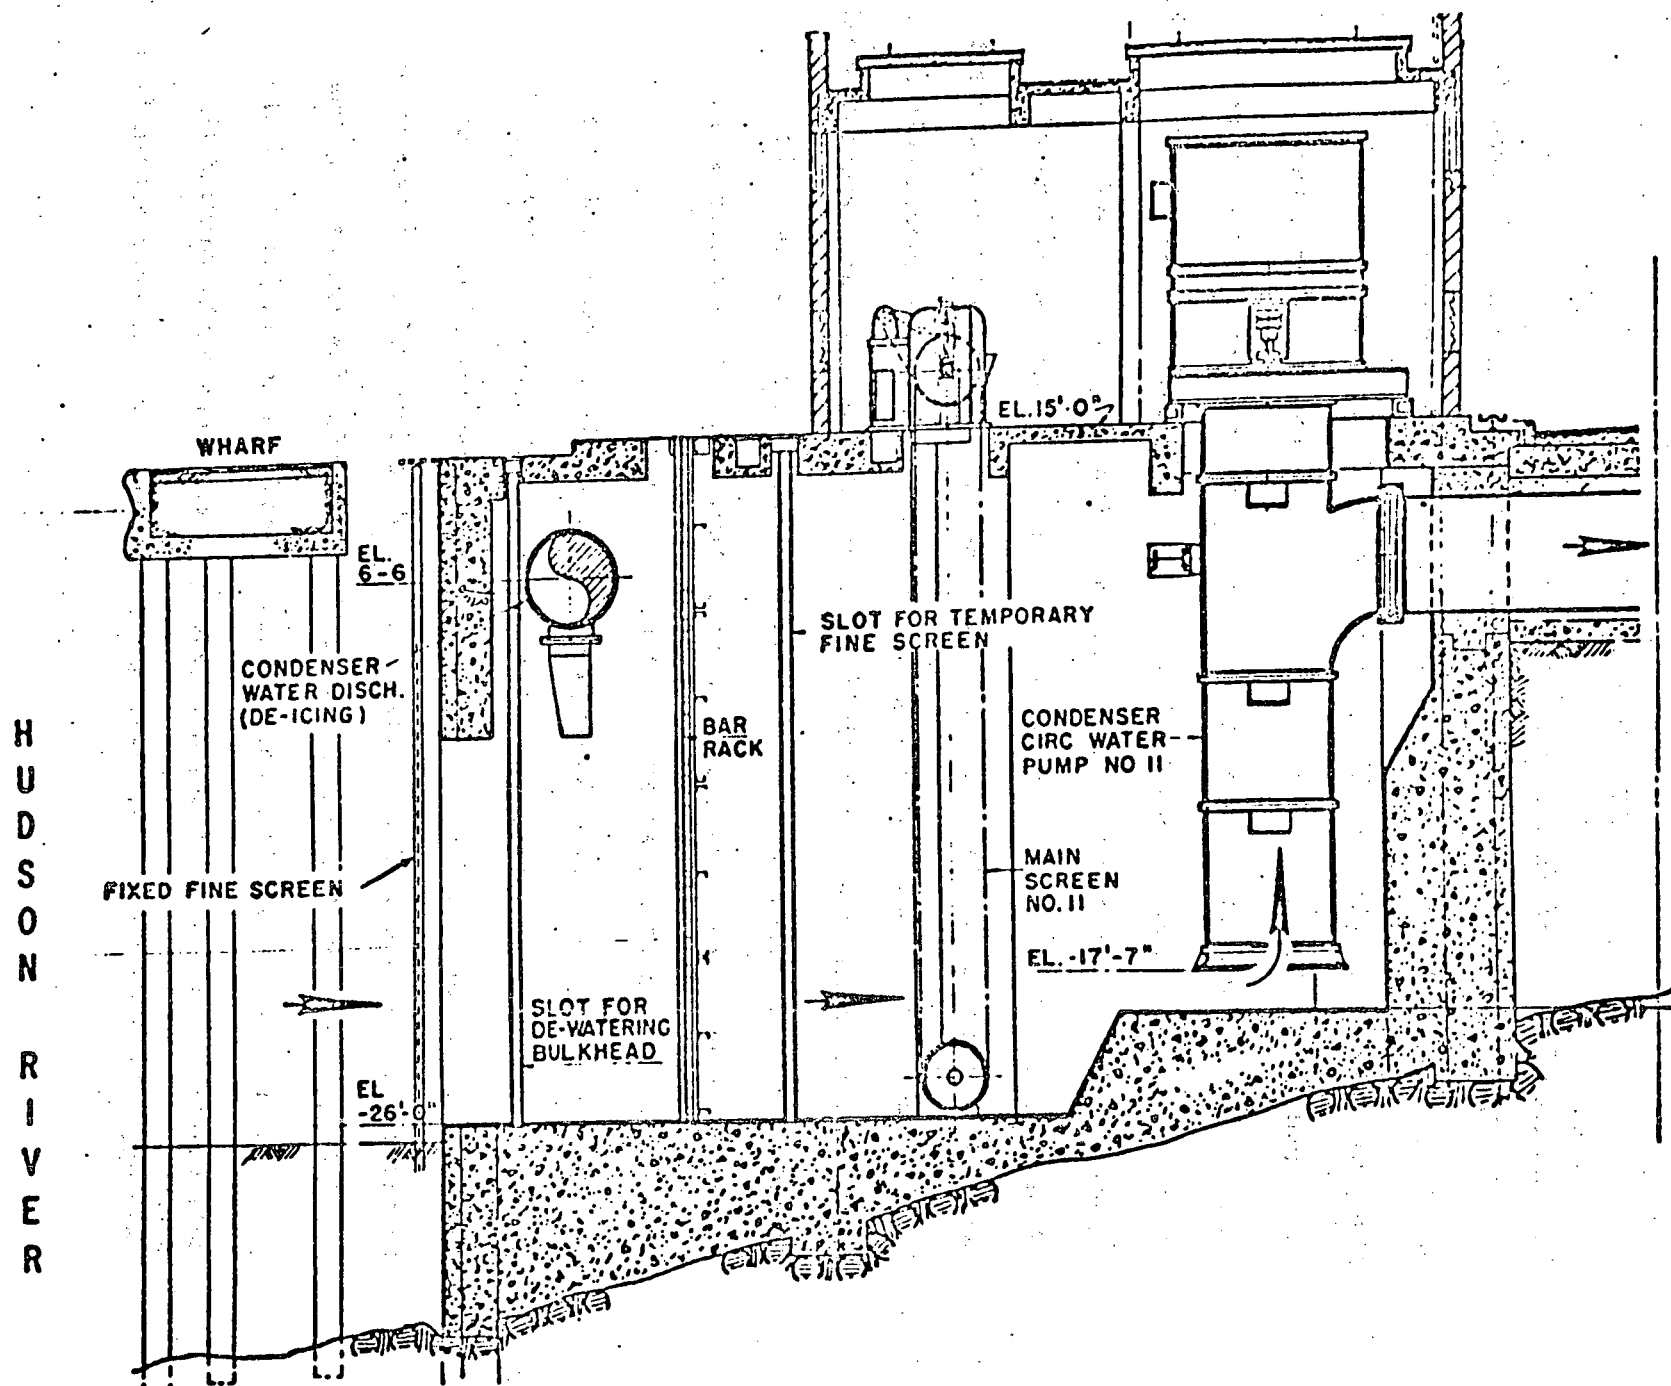 EL.15'-0"
WHARF
EL.
6-6
SLOT FOR TEMPORARY
FINE SCREEN
CONDENSER
WATER DISCH.
(DE-ICING)
BAR
RACK
CONDENSER
CIRC WATER
PUMP NO 11
HUDSON RIVER
MAIN
SCREEN
NO. 11
FIXED FINE SCREEN
EL. -17'-7"
SLOT FOR
DE-WATERING
BULKHEAD
EL
-26'-0"